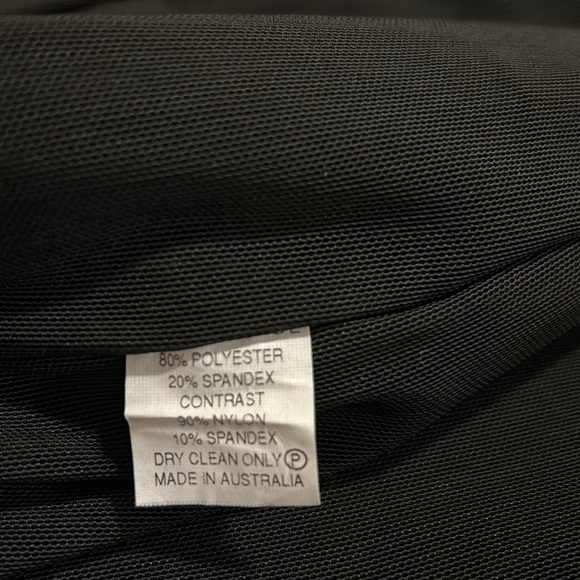 80% POLYESTER
20% SPANDEX
CONTRAST
90% NYLON
10% SPANDEX
DRY CLEAN ONLY Ⓟ
MADE IN AUSTRALIA